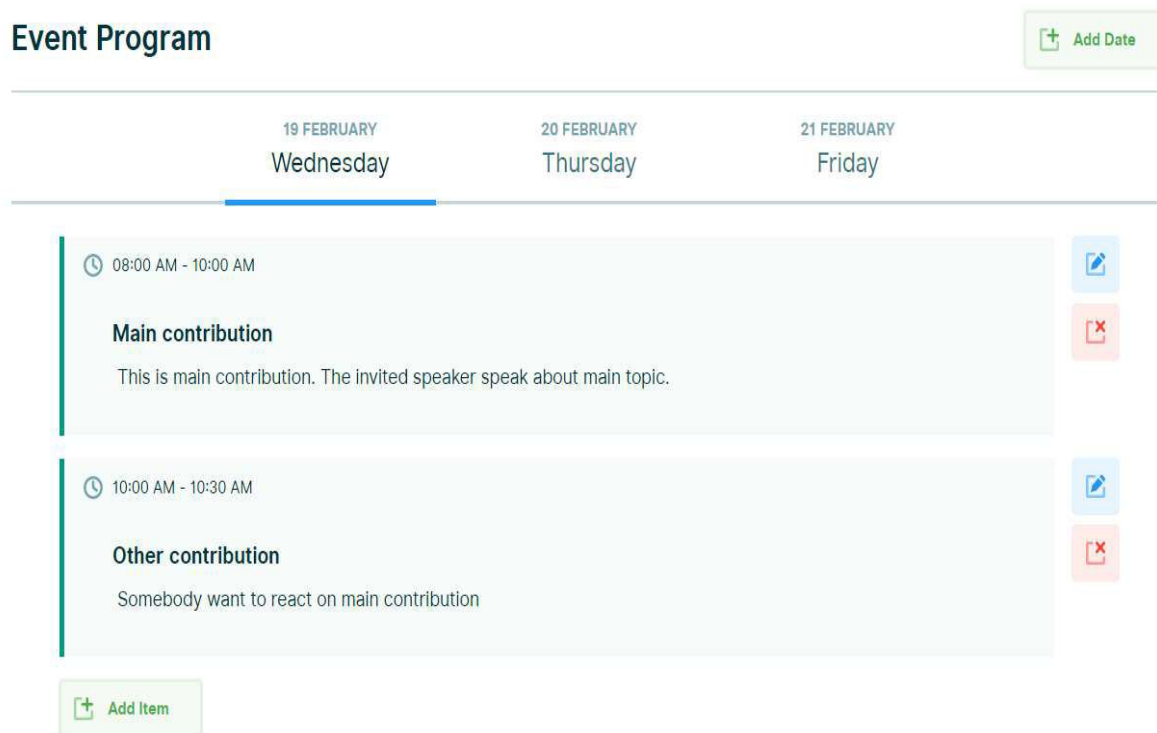 Event Program
Add Date
19 FEBRUARY
20 FEBRUARY
21 FEBRUARY
Wednesday
Thursday
Friday
08:00 AM - 10:00 AM
Main contribution
This is main contribution. The invited speaker speak about main topic.
10:00 AM - 10:30 AM
Other contribution
Somebody want to react on main contribution
Add Item